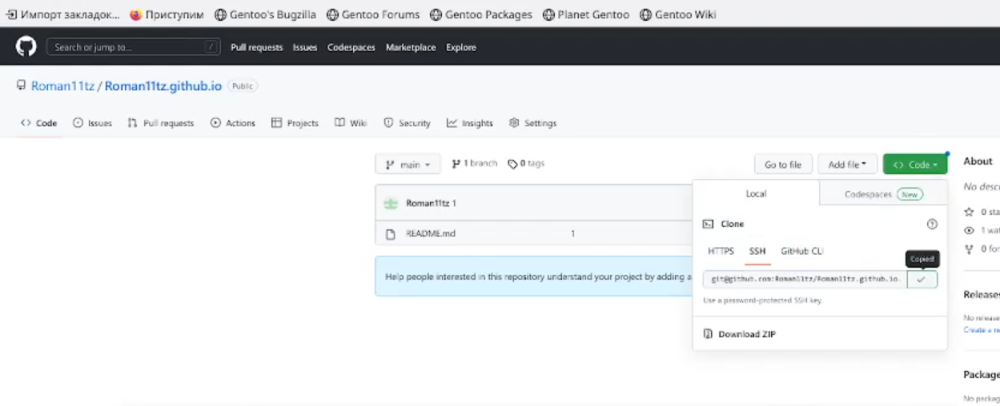 Импорт закладок... Приступим Gentoo's Bugzilla Gentoo Forums Gentoo Packages Planet Gentoo Gentoo Wiki
Search or jump to... / Pull requests Issues Codespaces Marketplace Explore
Roman11tz / Roman11tz.github.io Public
<> Code Issues Pull requests Actions Projects Wiki Security Insights Settings
main 1 branch 0 tags Go to file Add file <> Code About
Local Codespaces New No desc
Roman11tz 1
Clone 0 sta
README.md 1 1 wat
HTTPS SSH GitHub CLI 0 for
Copied!
Help people interested in this repository understand your project by adding a
git@github.com:Roman11tz/Roman11tz.github.io.
Use a password-protected SSH key. Releases
No release
Create a ne
Download ZIP
Package
No packag